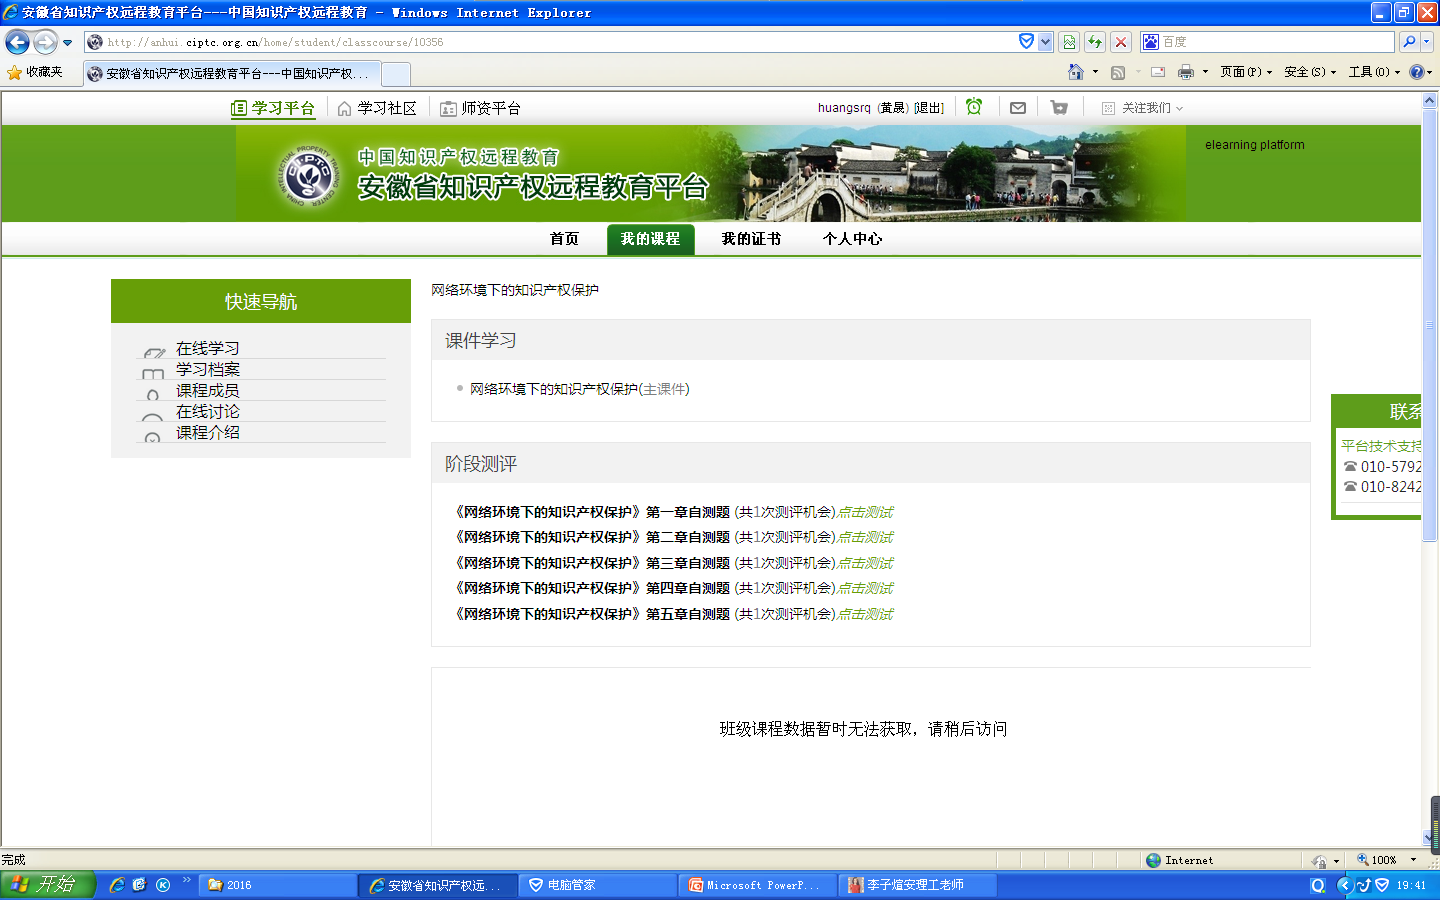 安徽省知识产权远程教育平台---中国知识产权远程教育 - Windows Internet Explorer
http://anhui.ciptc.org.cn/home/student/classcourse/10356
百度
收藏夹
安徽省知识产权远程教育平台---中国知识产权...
页面(P) 安全(S) 工具(O)
学习平台 学习社区 师资平台 huangsrq (黄晟) [退出] 关注我们
CHINA INTELLECTUAL PROPERTY TRAINING CENTER
CIPTC
中国知识产权远程教育
安徽省知识产权远程教育平台
elearning platform
首页 我的课程 我的证书 个人中心
快速导航
在线学习
学习档案
课程成员
在线讨论
课程介绍
网络环境下的知识产权保护
课件学习
网络环境下的知识产权保护(主课件)
阶段测评
《网络环境下的知识产权保护》第一章自测题 (共1次测评机会)点击测试
《网络环境下的知识产权保护》第二章自测题 (共1次测评机会)点击测试
《网络环境下的知识产权保护》第三章自测题 (共1次测评机会)点击测试
《网络环境下的知识产权保护》第四章自测题 (共1次测评机会)点击测试
《网络环境下的知识产权保护》第五章自测题 (共1次测评机会)点击测试
班级课程数据暂时无法获取，请稍后访问
联系
平台技术支持
010-5792
010-8242
完成 Internet 100%
开始 2016 安徽省知识产权远... 电脑管家 Microsoft PowerP... 李子煊安理工老师 19:41